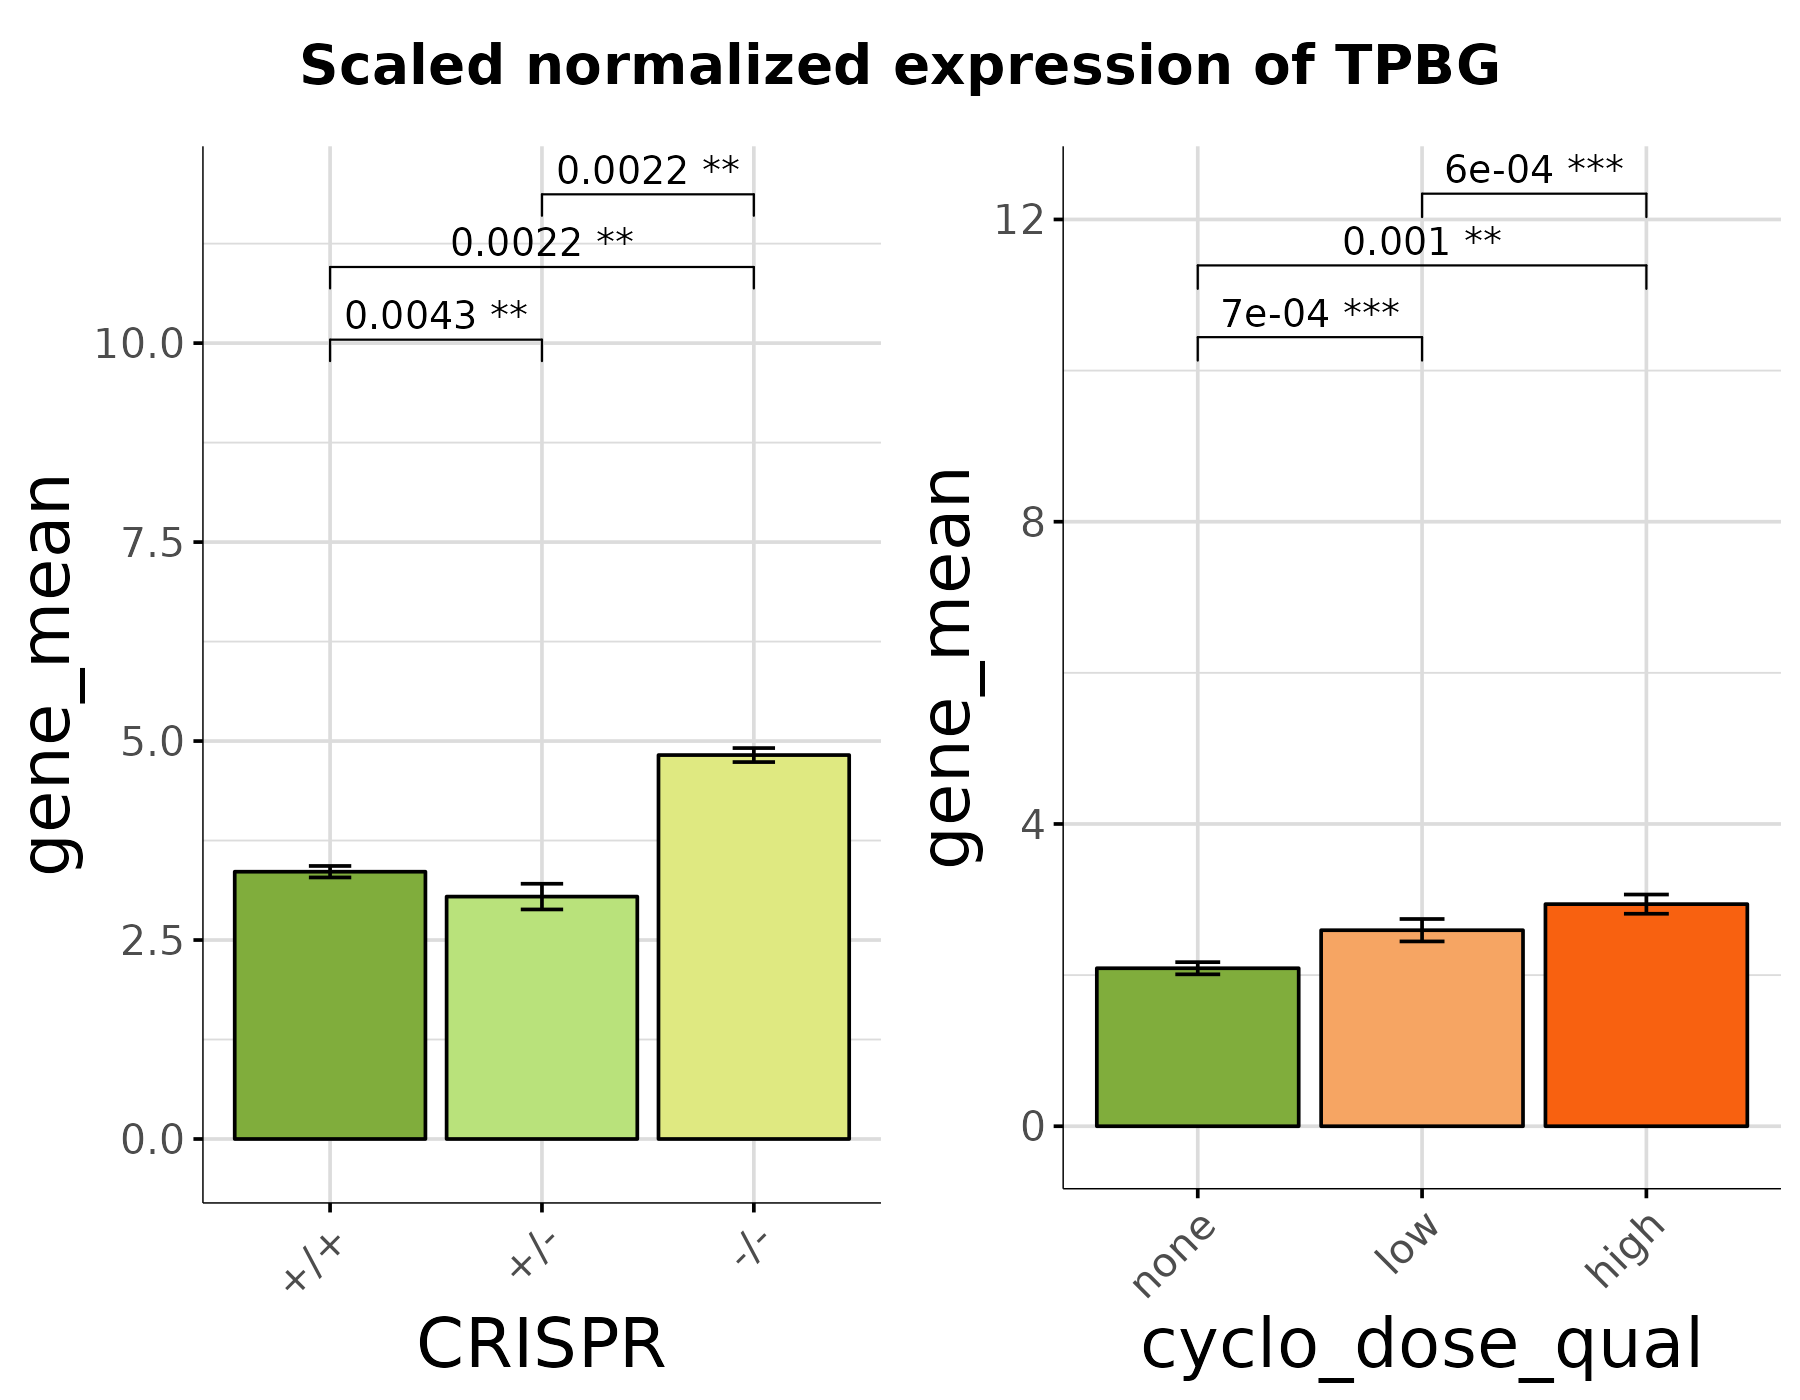 Scaled normalized expression of TPBG
gene_mean
10.0
7.5
5.0
2.5
0.0
0.0022 **
0.0022 **
0.0043 **
+/+
+/-
-/-
CRISPR
gene_mean
12
8
4
0
6e-04 ***
0.001 **
7e-04 ***
none
low
high
cyclo_dose_qual